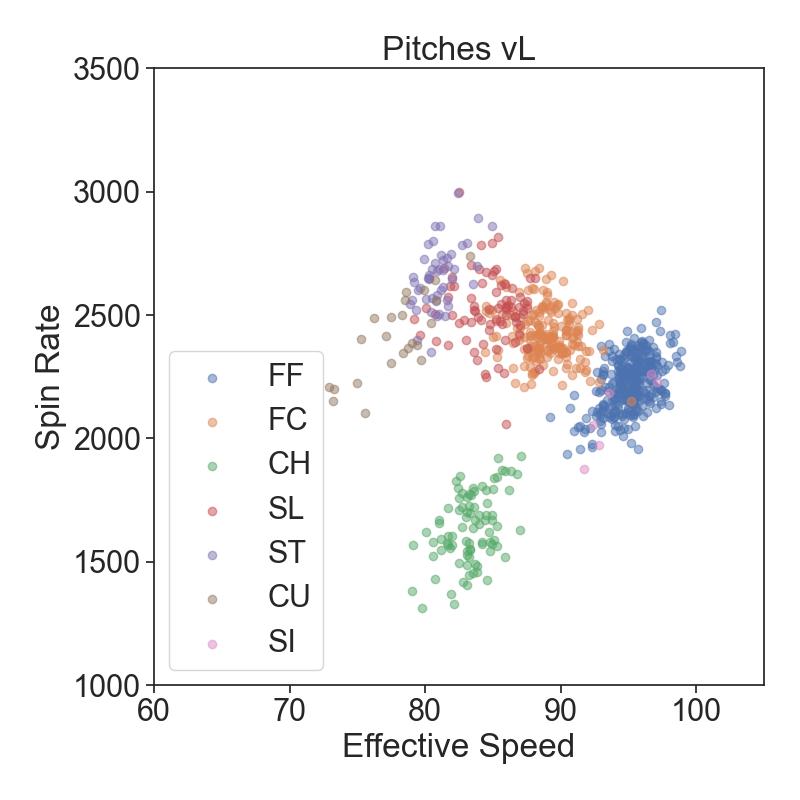 Pitches vL
3500
3000
2500
2000
1500
1000
Spin Rate
FF
FC
CH
SL
ST
CU
SI
60 70 80 90 100
Effective Speed